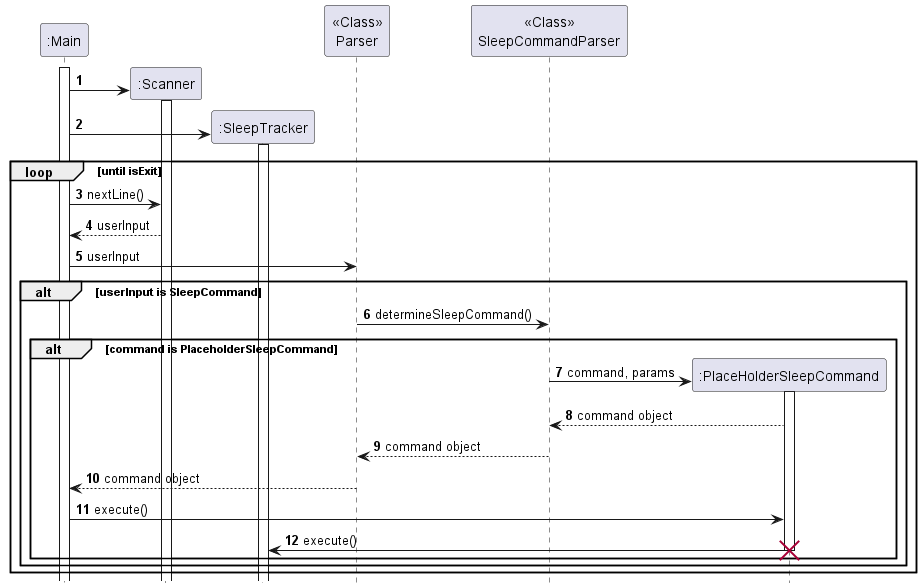 «Class»
Parser
«Class»
SleepCommandParser
:Main
1
:Scanner
2
:SleepTracker
loop [until isExit]
3 nextLine()
4 userInput
5 userInput
alt [userInput is SleepCommand]
6 determineSleepCommand()
alt [command is PlaceholderSleepCommand]
7 command, params
:PlaceHolderSleepCommand
8 command object
9 command object
10 command object
11 execute()
12 execute()